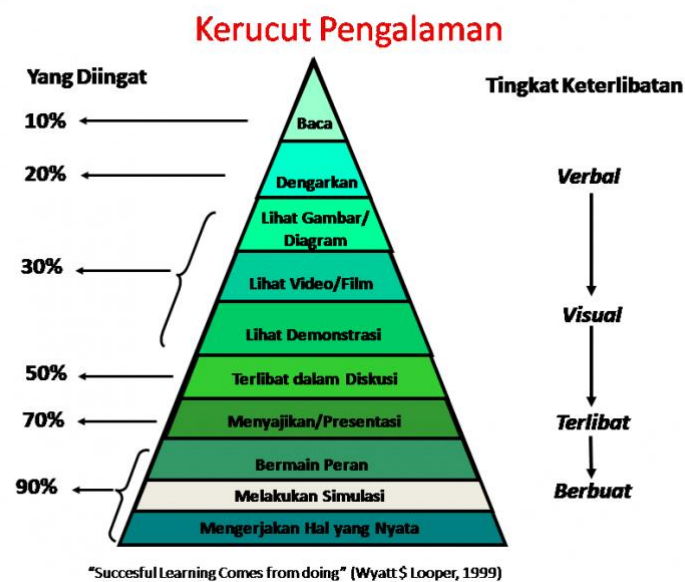 Kerucut Pengalaman
Yang Diingat
Tingkat Keterlibatan
10%
Baca
20%
Dengarkan
Verbal
Lihat Gambar/
Diagram
30%
Lihat Video/Film
Visual
Lihat Demonstrasi
50%
Terlibat dalam Diskusi
70%
Menyajikan/Presentasi
Terlibat
Bermain Peran
90%
Melakukan Simulasi
Berbuat
Mengerjakan Hal yang Nyata
“Succesful Learning Comes from doing” (Wyatt $ Looper, 1999)